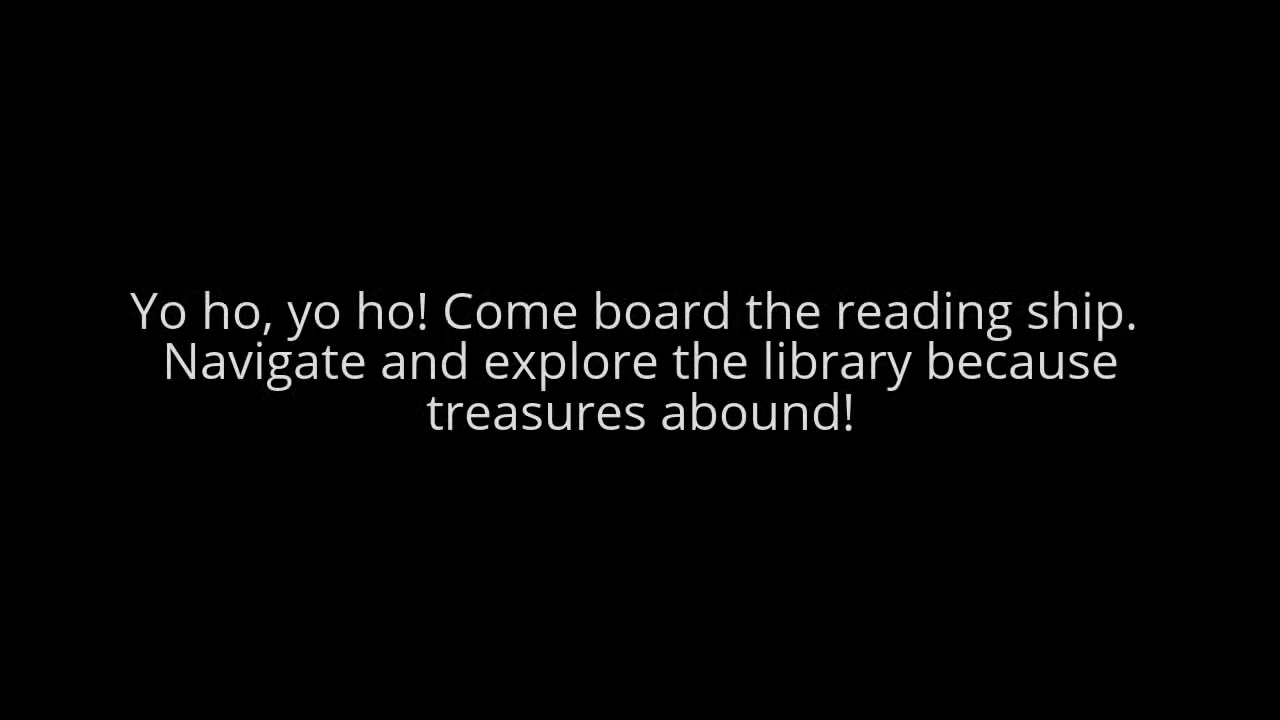 Yo ho, yo ho! Come board the reading ship.
Navigate and explore the library because
treasures abound!